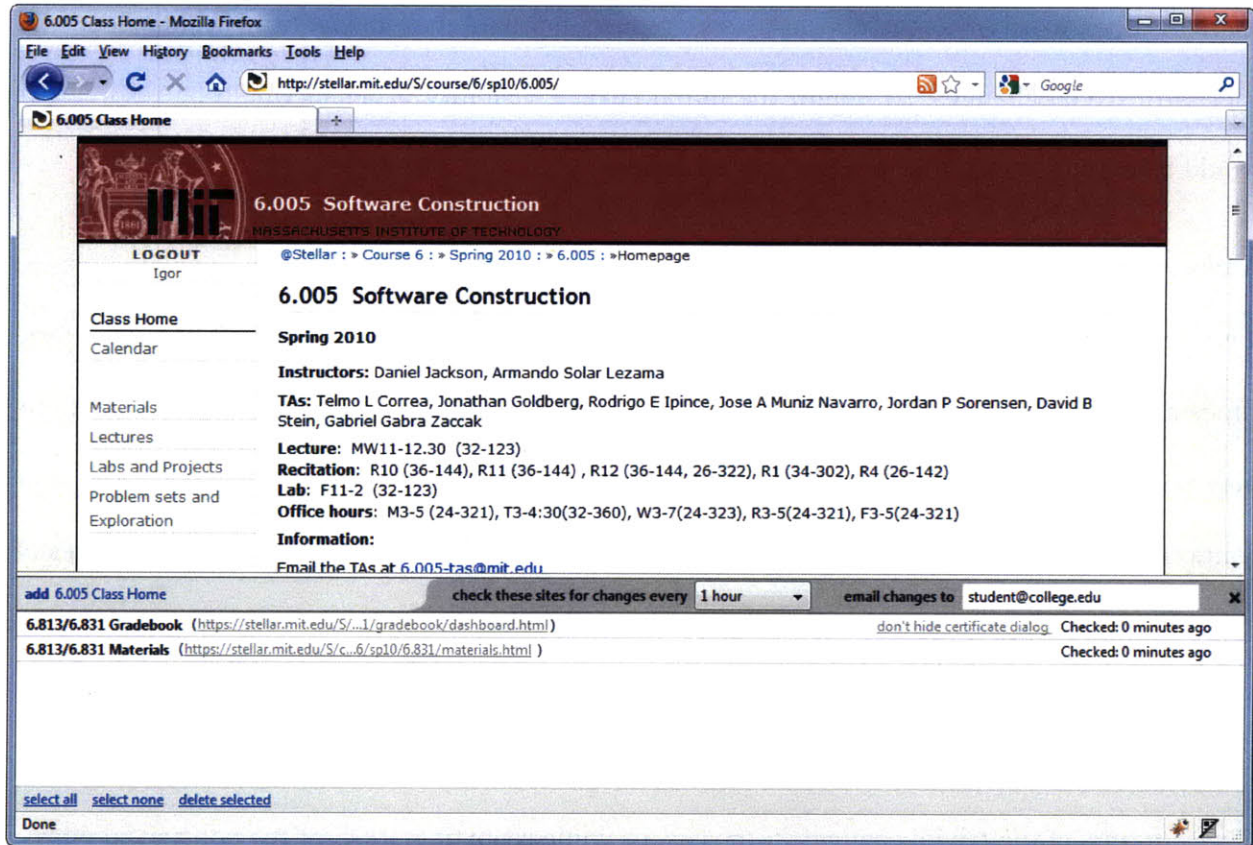 6.005 Class Home - Mozilla Firefox
File Edit View History Bookmarks Tools Help
http://stellar.mit.edu/S/course/6/sp10/6.005/
Google
6.005 Class Home
MIT
1861
6.005 Software Construction
MASSACHUSETTS INSTITUTE OF TECHNOLOGY
LOGOUT
Igor
@Stellar : » Course 6 : » Spring 2010 : » 6.005 : »Homepage
6.005 Software Construction
Class Home
Calendar
Materials
Lectures
Labs and Projects
Problem sets and
Exploration
Spring 2010
Instructors: Daniel Jackson, Armando Solar Lezama
TAs: Telmo L Correa, Jonathan Goldberg, Rodrigo E Ipince, Jose A Muniz Navarro, Jordan P Sorensen, David B
Stein, Gabriel Gabra Zaccak
Lecture: MW11-12.30 (32-123)
Recitation: R10 (36-144), R11 (36-144) , R12 (36-144, 26-322), R1 (34-302), R4 (26-142)
Lab: F11-2 (32-123)
Office hours: M3-5 (24-321), T3-4:30(32-360), W3-7(24-323), R3-5(24-321), F3-5(24-321)
Information:
Email the TAs at 6.005-tas@mit.edu
add 6.005 Class Home check these sites for changes every 1 hour email changes to student@college.edu
6.813/6.831 Gradebook (https://stellar.mit.edu/S/...1/gradebook/dashboard.html) don't hide certificate dialog Checked: 0 minutes ago
6.813/6.831 Materials (https://stellar.mit.edu/S/c...6/sp10/6.831/materials.html ) Checked: 0 minutes ago
select all select none delete selected
Done